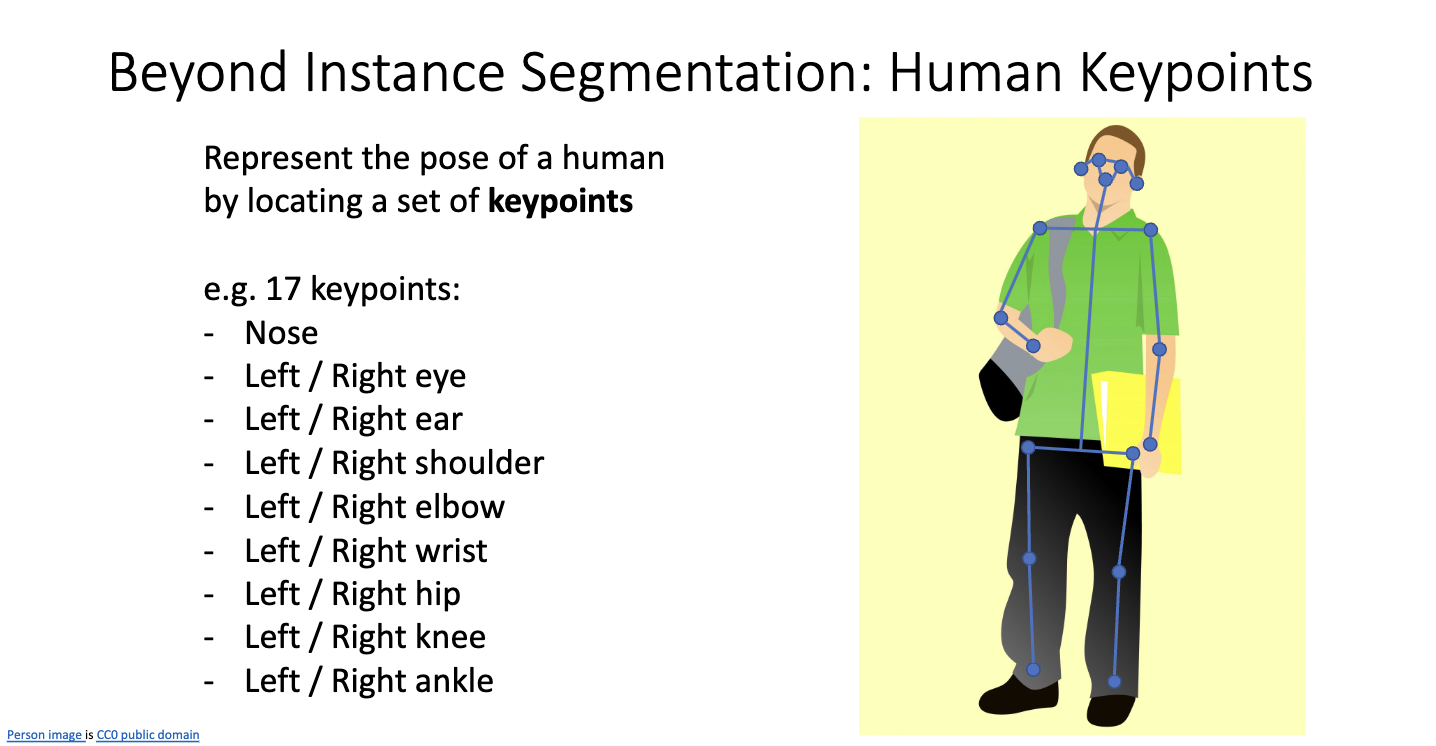 Beyond Instance Segmentation: Human Keypoints
Represent the pose of a human
by locating a set of keypoints
e.g. 17 keypoints:
- Nose
- Left / Right eye
- Left / Right ear
- Left / Right shoulder
- Left / Right elbow
- Left / Right wrist
- Left / Right hip
- Left / Right knee
- Left / Right ankle
Person image is CC0 public domain